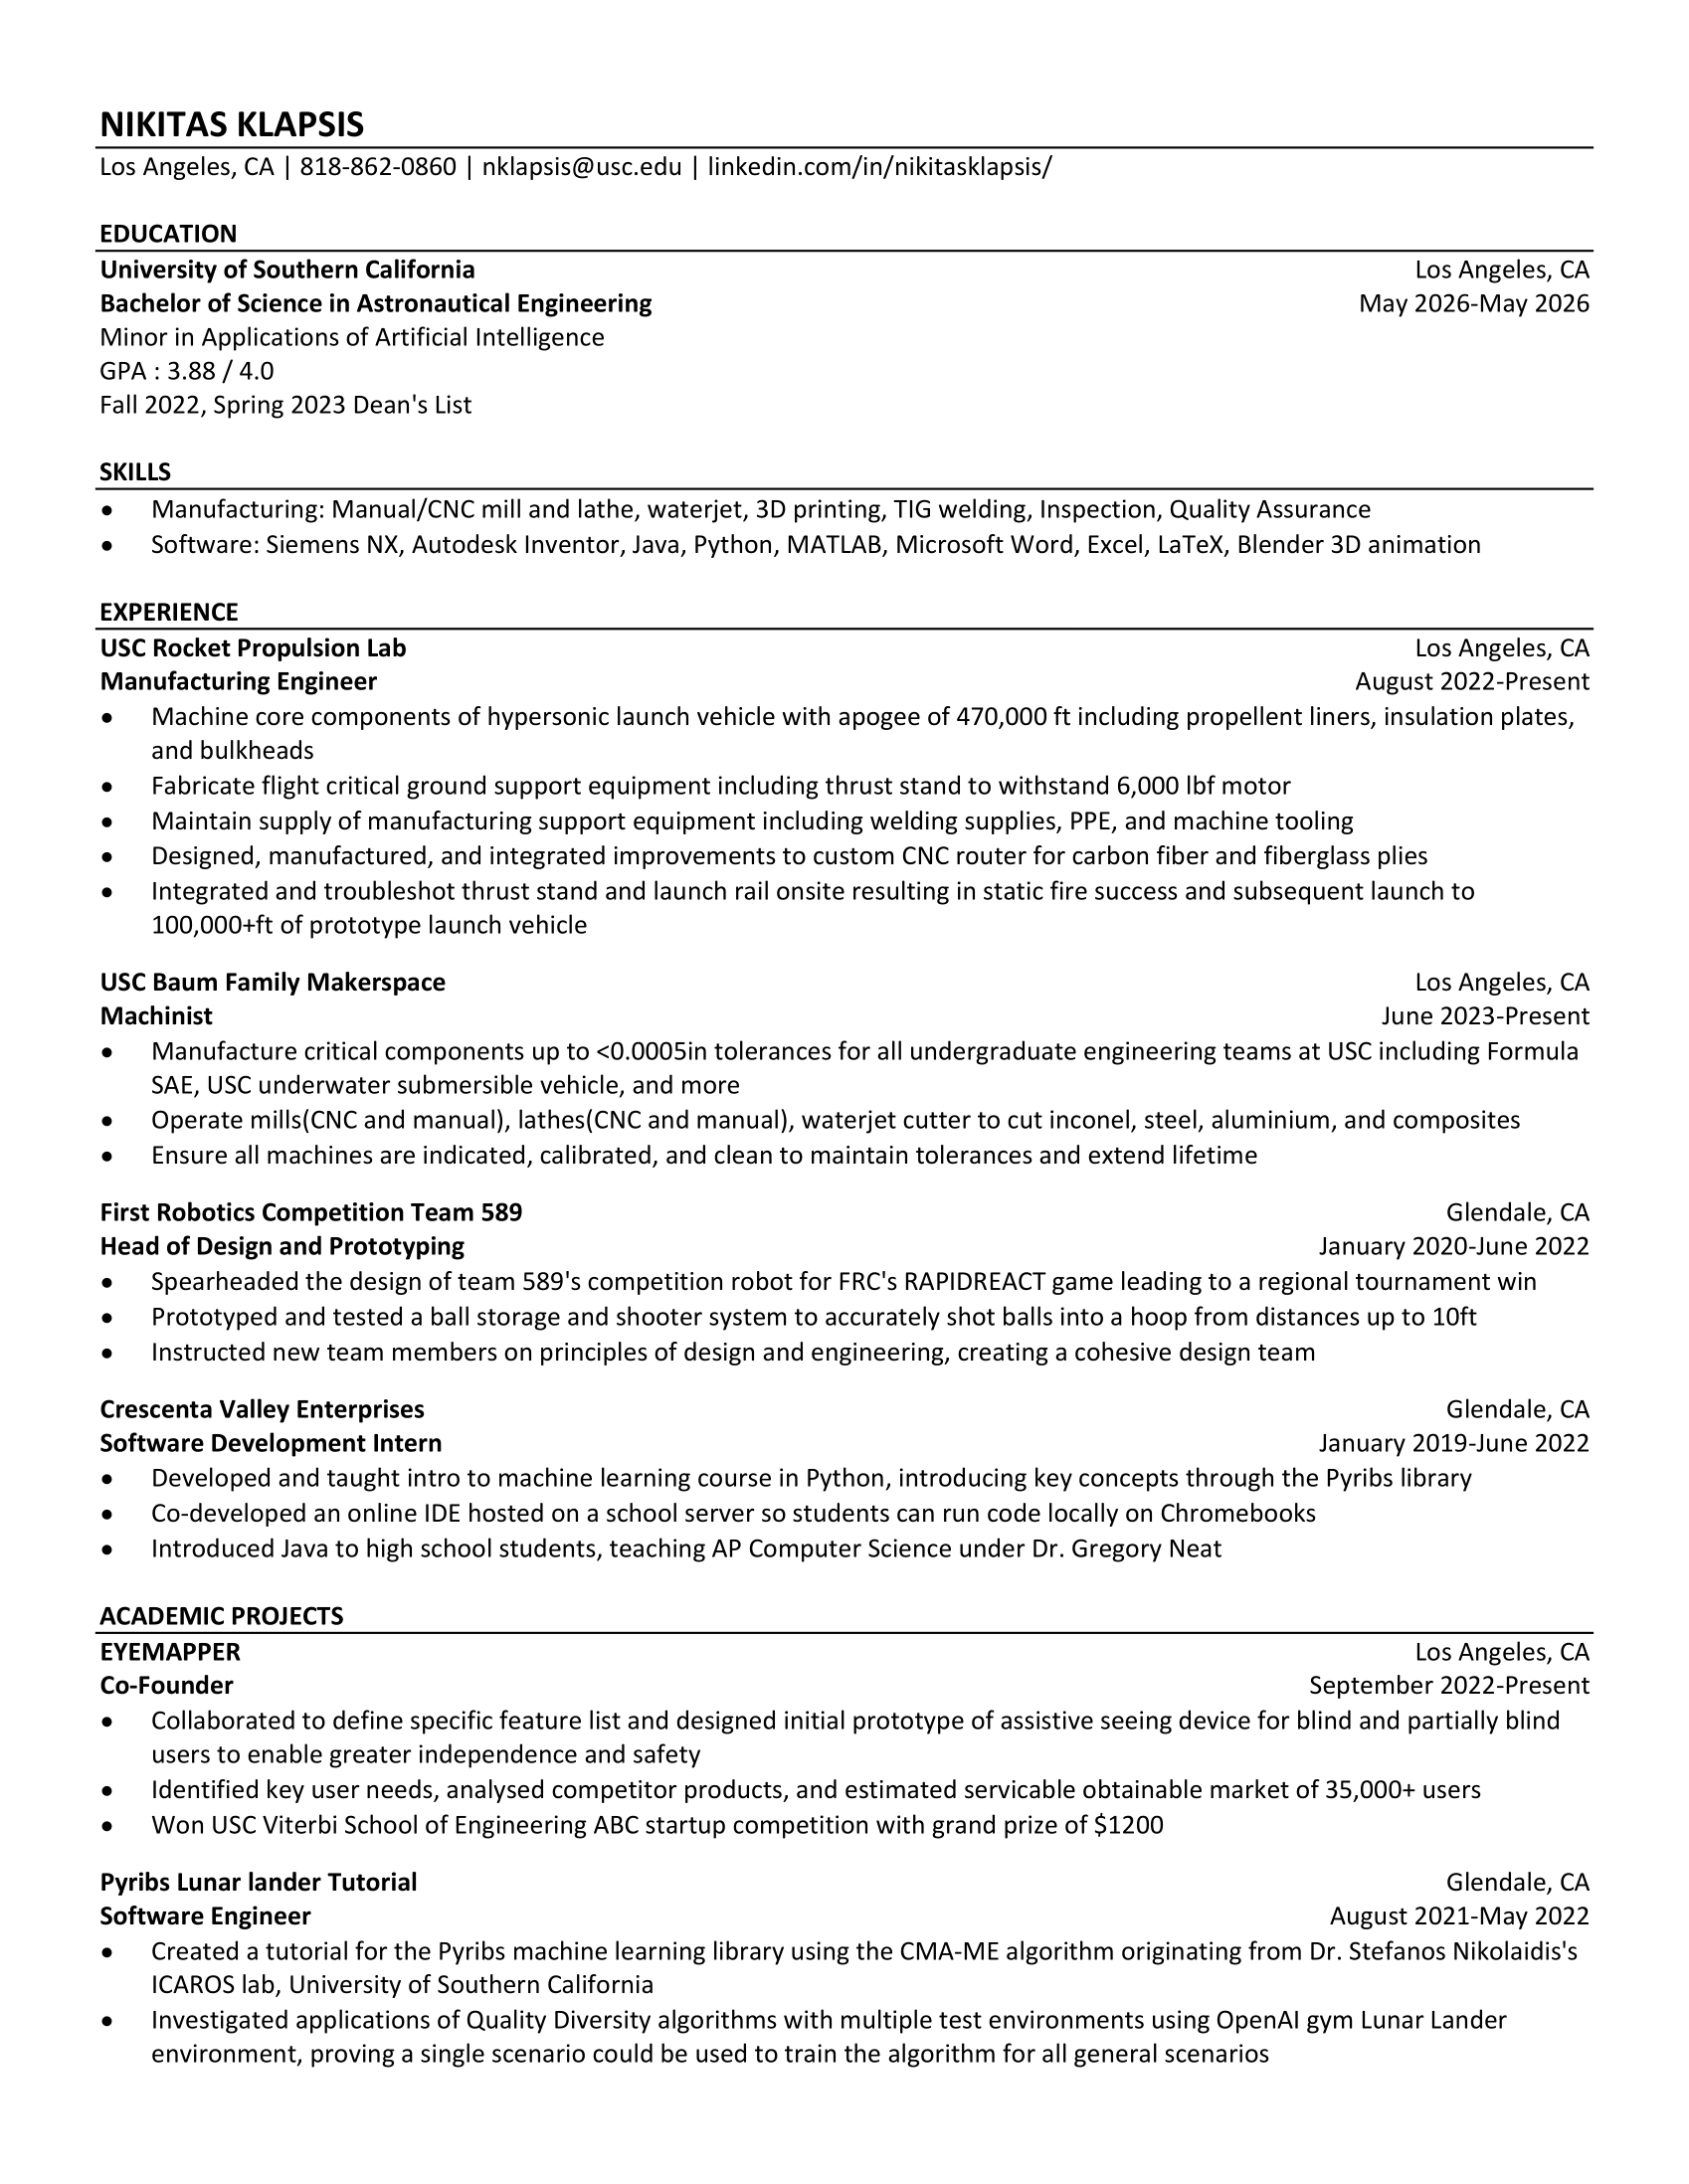 NIKITAS KLAPSIS
Los Angeles, CA | 818-862-0860 | nklapsis@usc.edu | linkedin.com/in/nikitasklapsis/
EDUCATION
University of Southern California Los Angeles, CA
Bachelor of Science in Astronautical Engineering May 2026-May 2026
Minor in Applications of Artificial Intelligence
GPA : 3.88 / 4.0
Fall 2022, Spring 2023 Dean's List
SKILLS
• Manufacturing: Manual/CNC mill and lathe, waterjet, 3D printing, TIG welding, Inspection, Quality Assurance
• Software: Siemens NX, Autodesk Inventor, Java, Python, MATLAB, Microsoft Word, Excel, LaTeX, Blender 3D animation
EXPERIENCE
USC Rocket Propulsion Lab Los Angeles, CA
Manufacturing Engineer August 2022-Present
• Machine core components of hypersonic launch vehicle with apogee of 470,000 ft including propellent liners, insulation plates,
and bulkheads
• Fabricate flight critical ground support equipment including thrust stand to withstand 6,000 lbf motor
• Maintain supply of manufacturing support equipment including welding supplies, PPE, and machine tooling
• Designed, manufactured, and integrated improvements to custom CNC router for carbon fiber and fiberglass plies
• Integrated and troubleshot thrust stand and launch rail onsite resulting in static fire success and subsequent launch to
100,000+ft of prototype launch vehicle
USC Baum Family Makerspace Los Angeles, CA
Machinist June 2023-Present
• Manufacture critical components up to <0.0005in tolerances for all undergraduate engineering teams at USC including Formula
SAE, USC underwater submersible vehicle, and more
• Operate mills(CNC and manual), lathes(CNC and manual), waterjet cutter to cut inconel, steel, aluminium, and composites
• Ensure all machines are indicated, calibrated, and clean to maintain tolerances and extend lifetime
First Robotics Competition Team 589 Glendale, CA
Head of Design and Prototyping January 2020-June 2022
• Spearheaded the design of team 589's competition robot for FRC's RAPIDREACT game leading to a regional tournament win
• Prototyped and tested a ball storage and shooter system to accurately shot balls into a hoop from distances up to 10ft
• Instructed new team members on principles of design and engineering, creating a cohesive design team
Crescenta Valley Enterprises Glendale, CA
Software Development Intern January 2019-June 2022
• Developed and taught intro to machine learning course in Python, introducing key concepts through the Pyribs library
• Co-developed an online IDE hosted on a school server so students can run code locally on Chromebooks
• Introduced Java to high school students, teaching AP Computer Science under Dr. Gregory Neat
ACADEMIC PROJECTS
EYEMAPPER Los Angeles, CA
Co-Founder September 2022-Present
• Collaborated to define specific feature list and designed initial prototype of assistive seeing device for blind and partially blind
users to enable greater independence and safety
• Identified key user needs, analysed competitor products, and estimated servicable obtainable market of 35,000+ users
• Won USC Viterbi School of Engineering ABC startup competition with grand prize of $1200
Pyribs Lunar lander Tutorial Glendale, CA
Software Engineer August 2021-May 2022
• Created a tutorial for the Pyribs machine learning library using the CMA-ME algorithm originating from Dr. Stefanos Nikolaidis's
ICAROS lab, University of Southern California
• Investigated applications of Quality Diversity algorithms with multiple test environments using OpenAI gym Lunar Lander
environment, proving a single scenario could be used to train the algorithm for all general scenarios